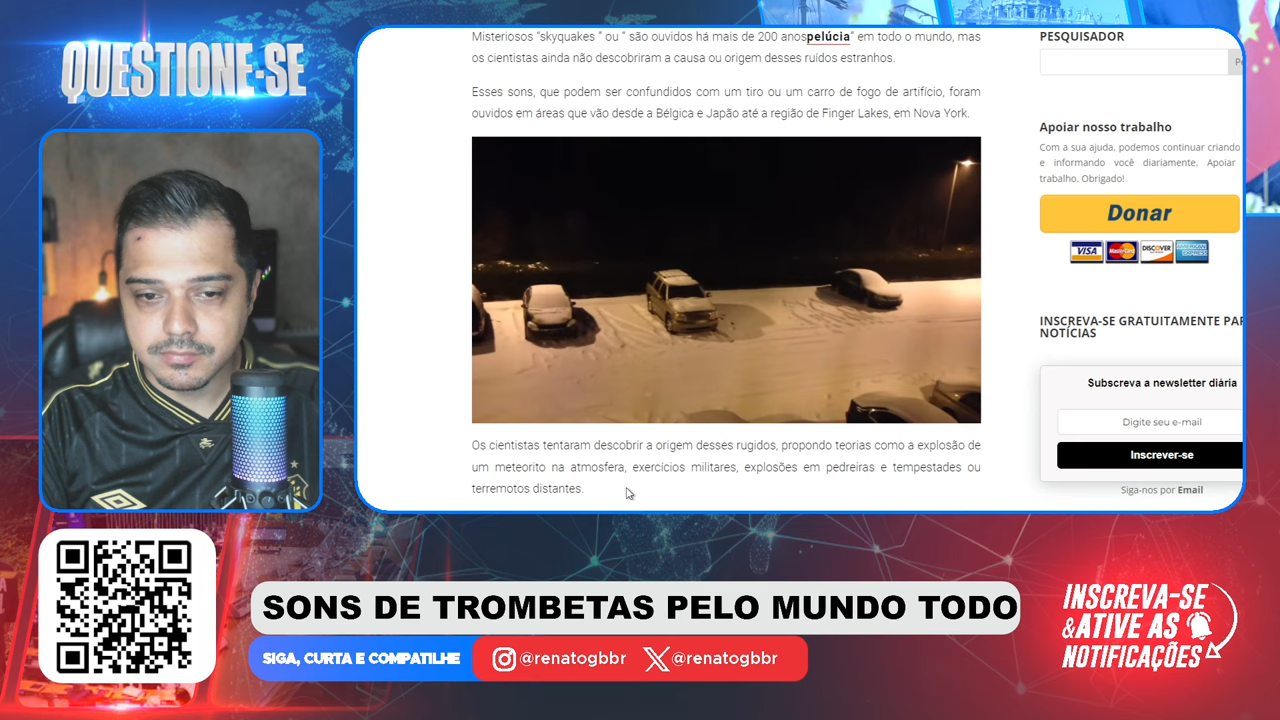 QUESTIONE-SE
Misteriosos “skyquakes ” ou “ são ouvidos há mais de 200 anospelúcia” em todo o mundo, mas
os cientistas ainda não descobriram a causa ou origem desses ruídos estranhos.
Esses sons, que podem ser confundidos com um tiro ou um carro de fogo de artifício, foram
ouvidos em áreas que vão desde a Bélgica e Japão até a região de Finger Lakes, em Nova York.
Os cientistas tentaram descobrir a origem desses rugidos, propondo teorias como a explosão de
um meteorito na atmosfera, exercícios militares, explosões em pedreiras e tempestades ou
terremotos distantes.
PESQUISADOR
Apoiar nosso trabalho
Com a sua ajuda, podemos continuar criando
e informando você diariamente. Apoiar
trabalho. Obrigado!
Donar
VISA MasterCard DISCOVER AMERICAN EXPRESS
INSCREVA-SE GRATUITAMENTE PAR
NOTÍCIAS
Subscreva a newsletter diária
Digite seu e-mail
Inscrever-se
Siga-nos por Email
SONS DE TROMBETAS PELO MUNDO TODO
SIGA, CURTA E COMPATILHE
@renatogbbr
@renatogbbr
INSCREVA-SE
&ATIVE AS
NOTIFICAÇÕES